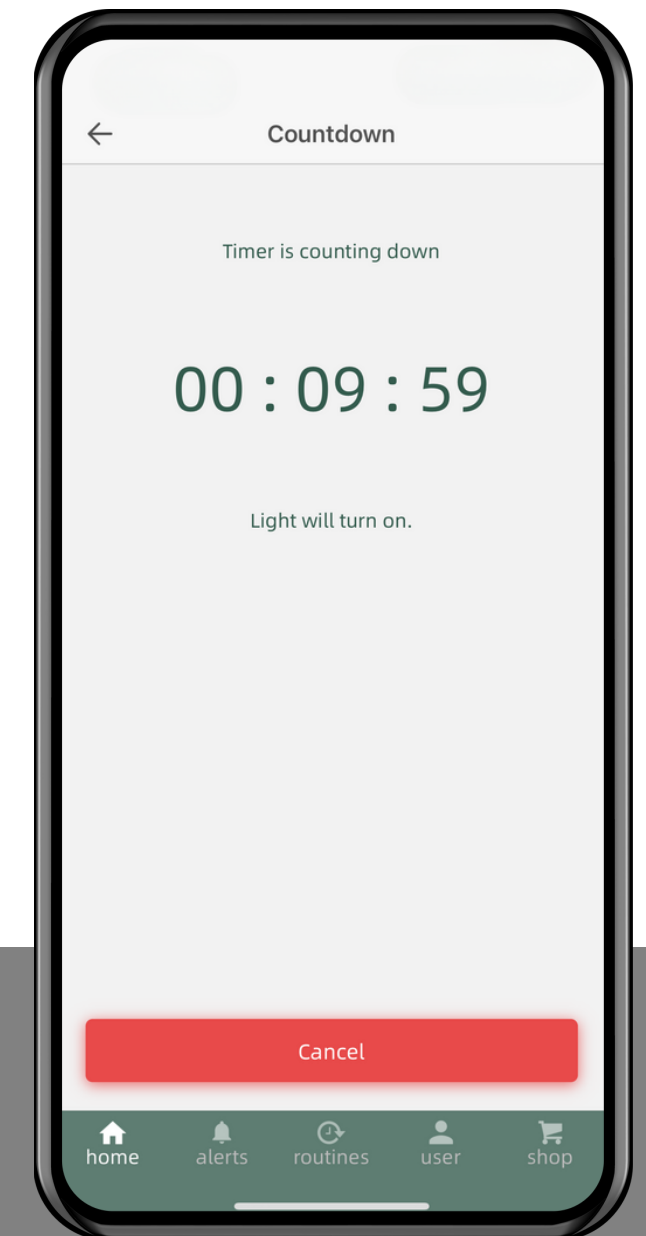 Countdown
Timer is counting down
00 : 09 : 59
Light will turn on.
Cancel
home alerts routines user shop